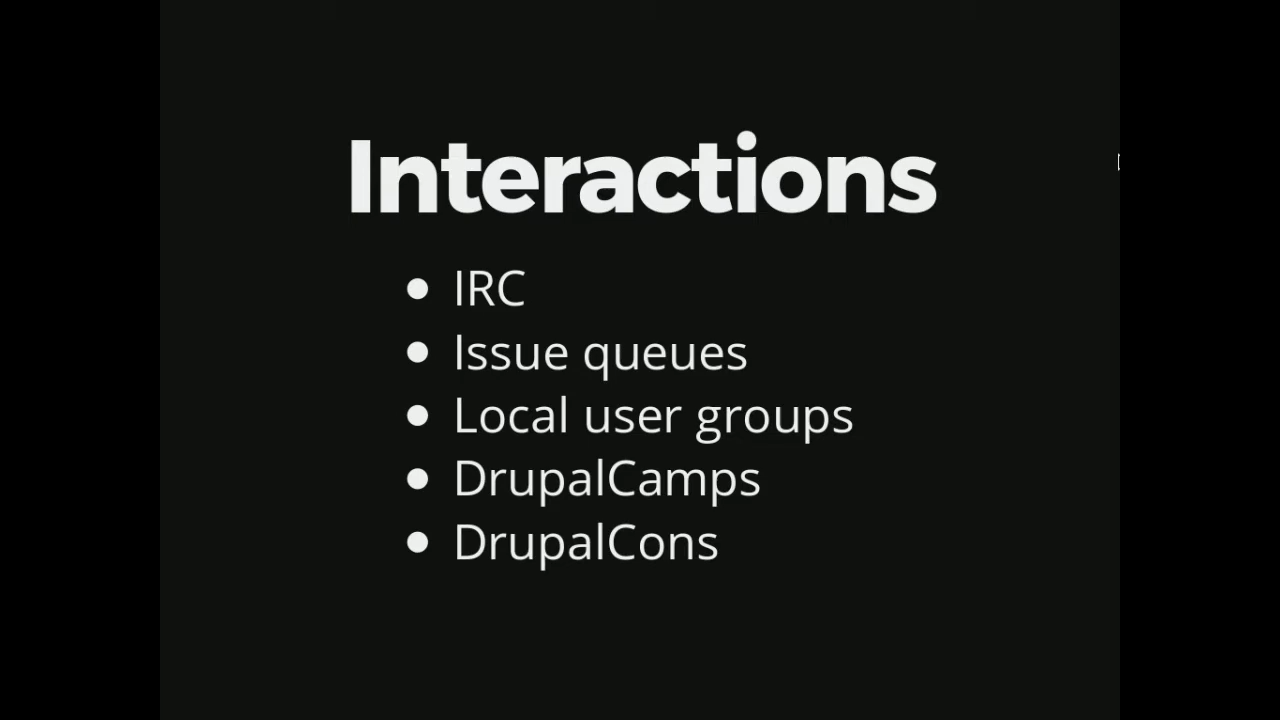 Interactions
IRC
Issue queues
Local user groups
DrupalCamps
DrupalCons